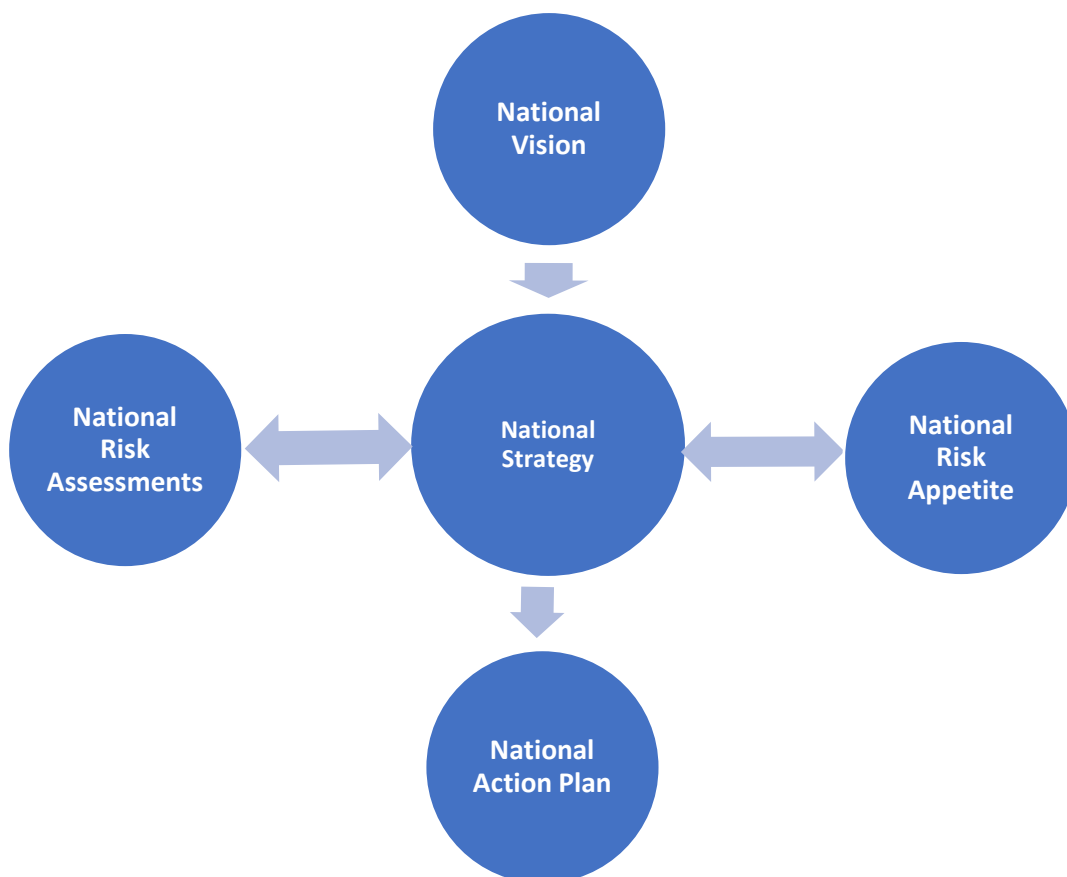 National
Vision
National
Risk
Assessments
National
Strategy
National
Risk
Appetite
National
Action Plan